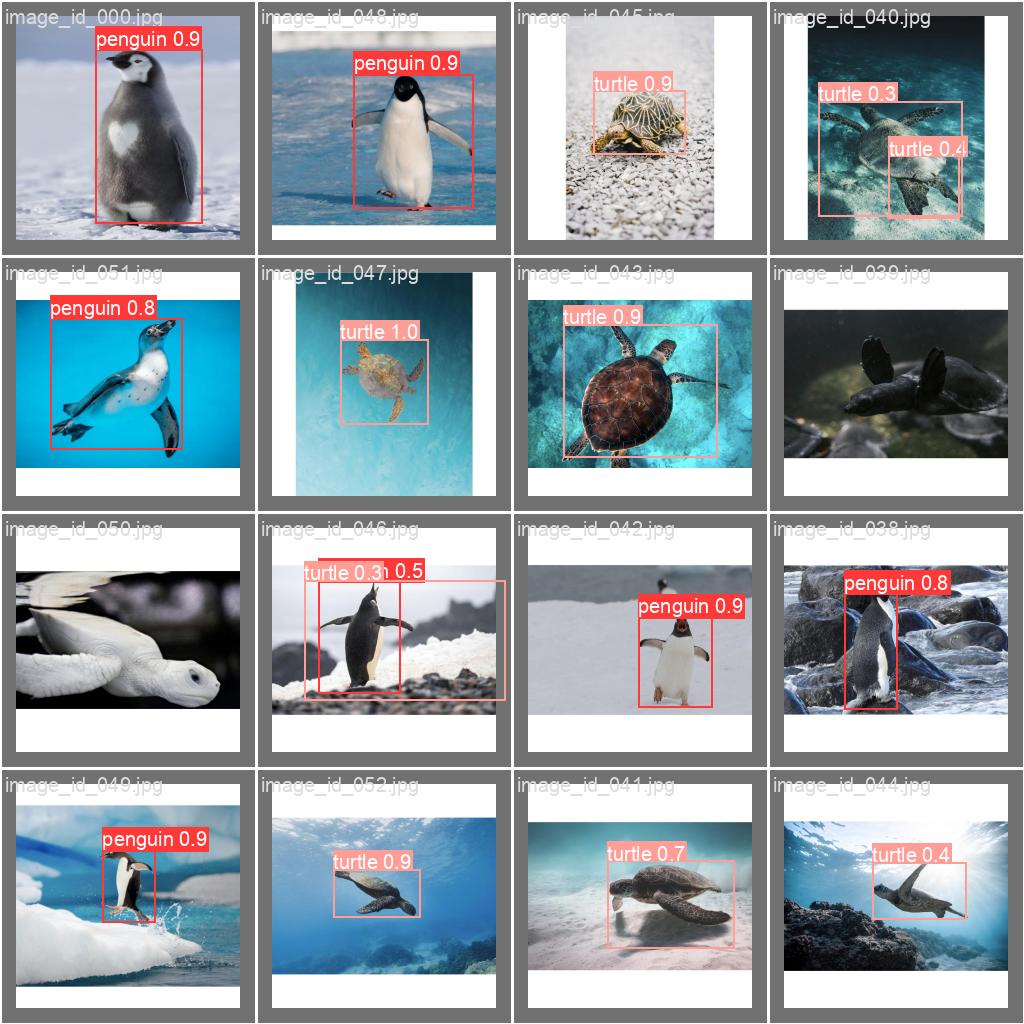 image_id_000.jpg
penguin 0.9
image_id_048.jpg
penguin 0.9
image_id_045.jpg
turtle 0.9
image_id_040.jpg
turtle 0.3
turtle 0.4
image_id_051.jpg
penguin 0.8
image_id_047.jpg
turtle 1.0
image_id_043.jpg
turtle 0.9
image_id_039.jpg
image_id_050.jpg
image_id_046.jpg
turtle 0.3
0.5
image_id_042.jpg
penguin 0.9
image_id_038.jpg
penguin 0.8
image_id_049.jpg
penguin 0.9
image_id_052.jpg
turtle 0.9
image_id_041.jpg
turtle 0.7
image_id_044.jpg
turtle 0.4